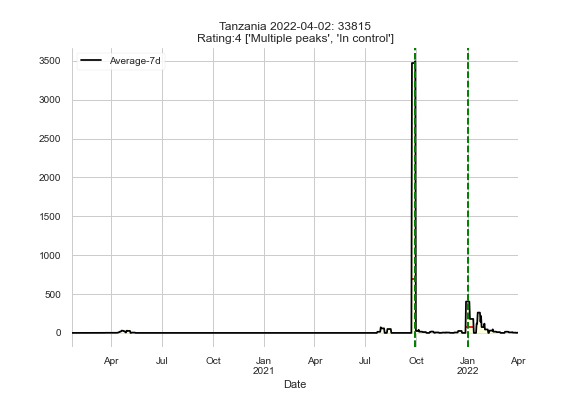 Tanzania 2022-04-02: 33815
Rating:4 ['Multiple peaks', 'In control']
Average-7d
3500
3000
2500
2000
1500
1000
500
0
Apr Jul Oct Jan Apr Jul Oct Jan Apr
2021 2022
Date